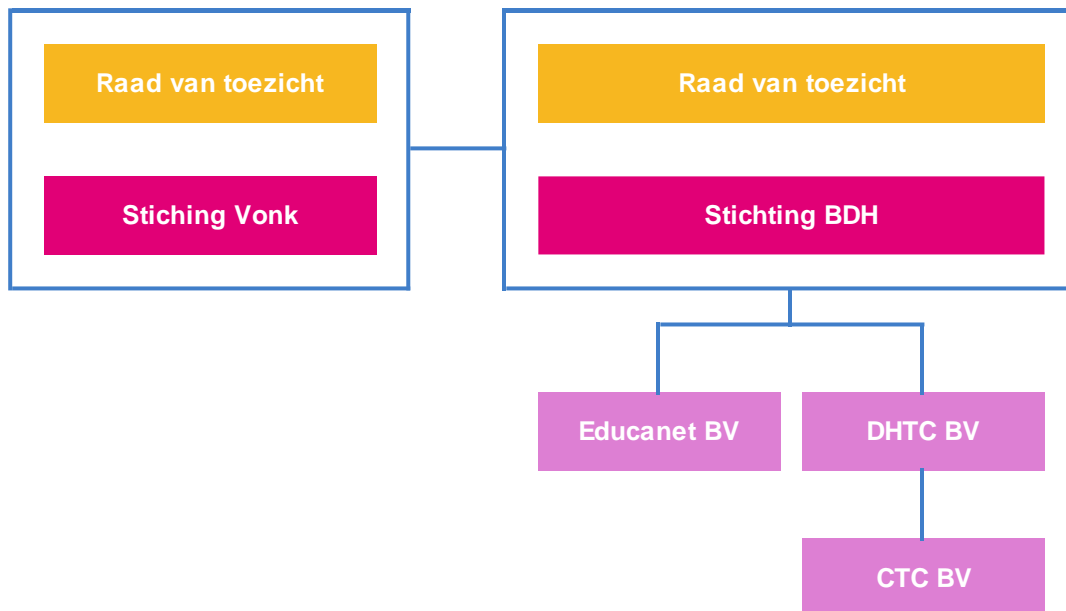 Raad van toezicht
Raad van toezicht
Stiching Vonk
Stichting BDH
Educanet BV
DHTC BV
CTC BV